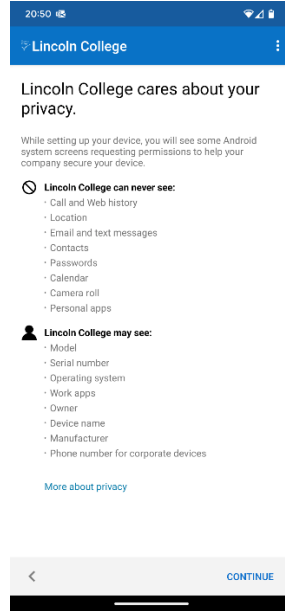 20:50
Lincoln College
Lincoln College cares about your
privacy.
While setting up your device, you will see some Android
system screens requesting permissions to help your
company secure your device.
Lincoln College can never see:
· Call and Web history
· Location
· Email and text messages
· Contacts
· Passwords
· Calendar
· Camera roll
· Personal apps
Lincoln College may see:
· Model
· Serial number
· Operating system
· Work apps
· Owner
· Device name
· Manufacturer
· Phone number for corporate devices
More about privacy
CONTINUE